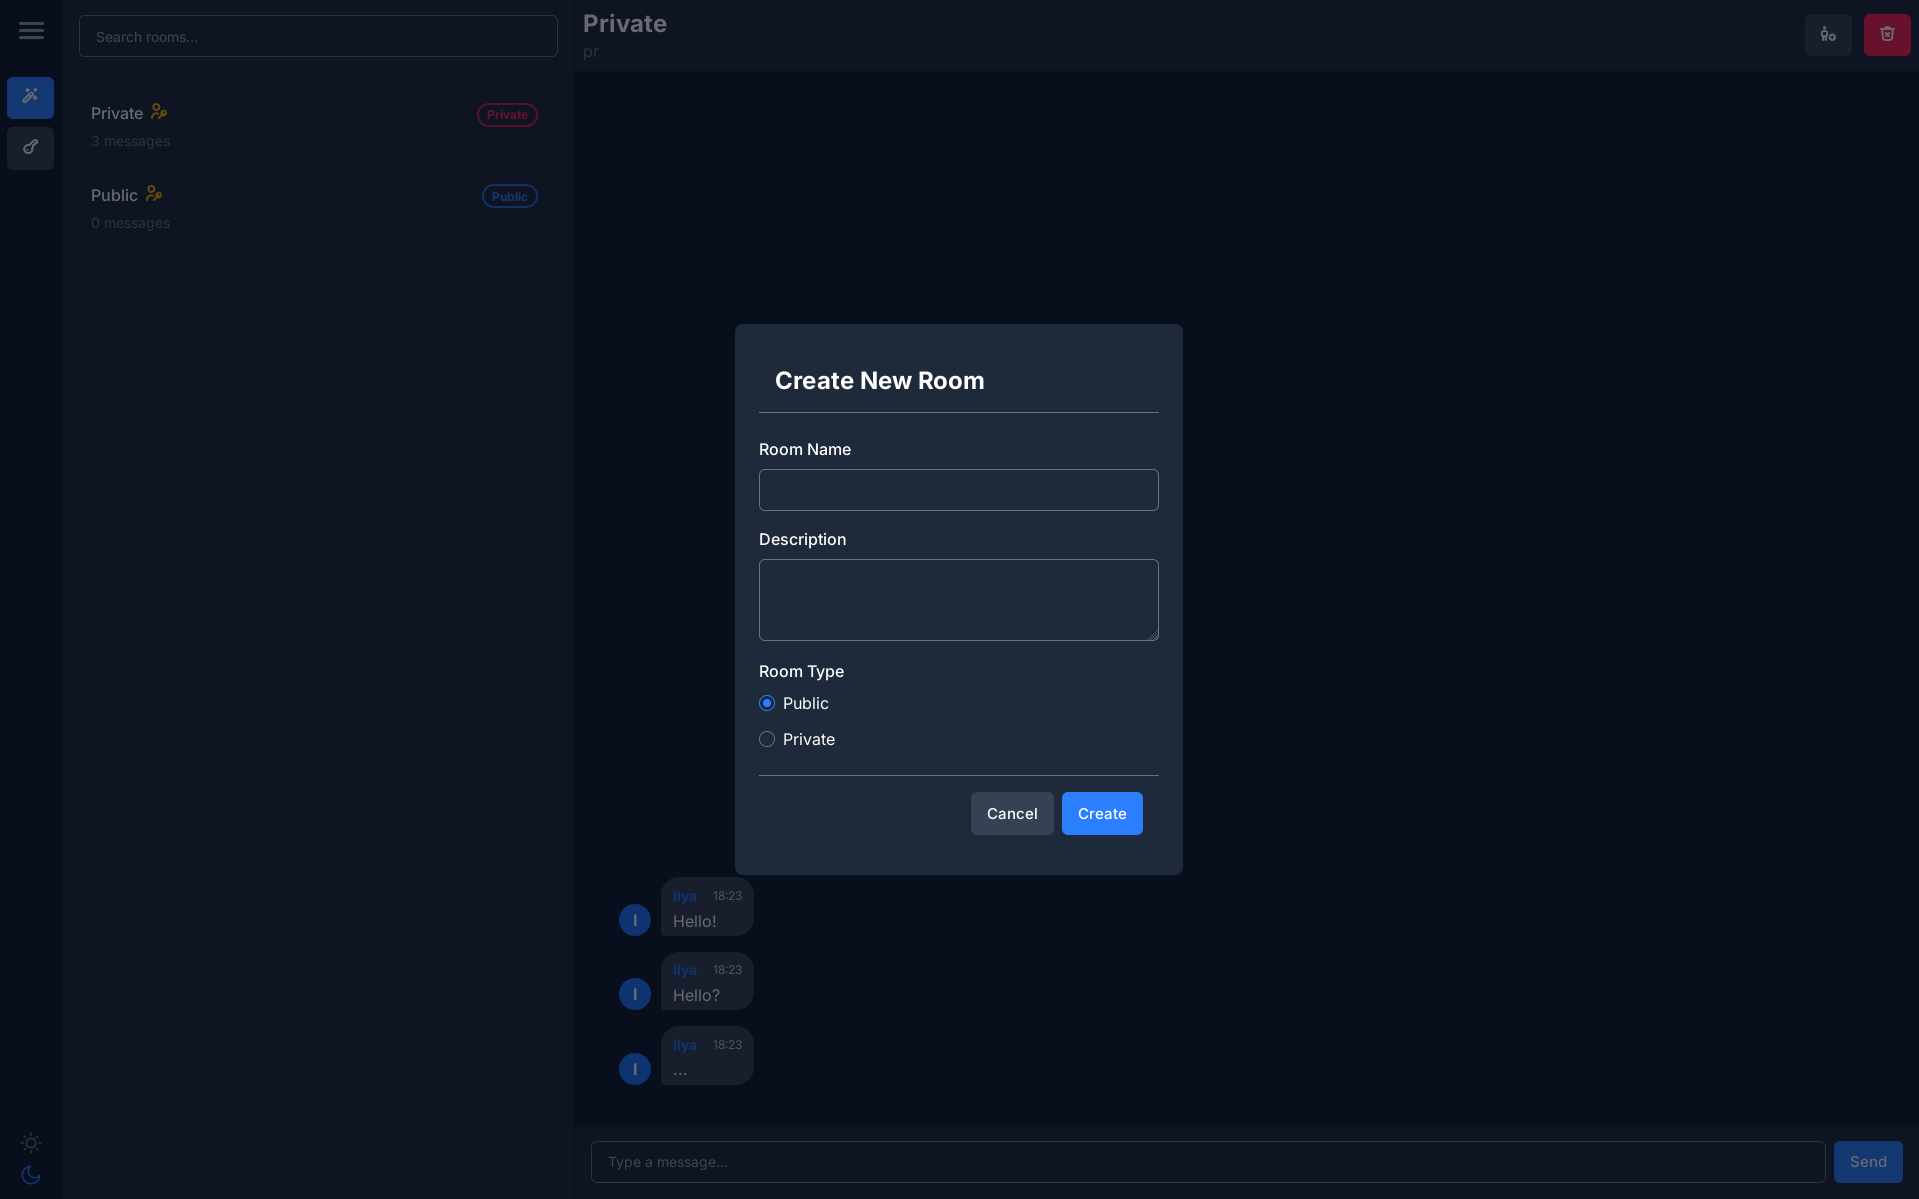 Search rooms...
Private
Private
3 messages
Public
Public
0 messages
Private
pr
Create New Room
Room Name
Description
Room Type
Public
Private
Cancel
Create
ilya 18:23
I
Hello!
ilya 18:23
I
Hello?
ilya 18:23
I
...
Type a message...
Send